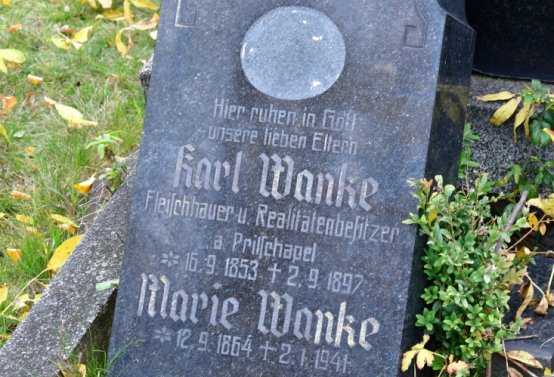 Hier ruhen in Gott
unsere lieben Eltern
Karl Wanke
Fleischhauer u. Realitätenbesitzer
a. Prisschapel
* 16. 9. 1853 + 2. 9. 1897.
Marie Wanke
* 12. 9. 1864 + 2. 1. 1941.